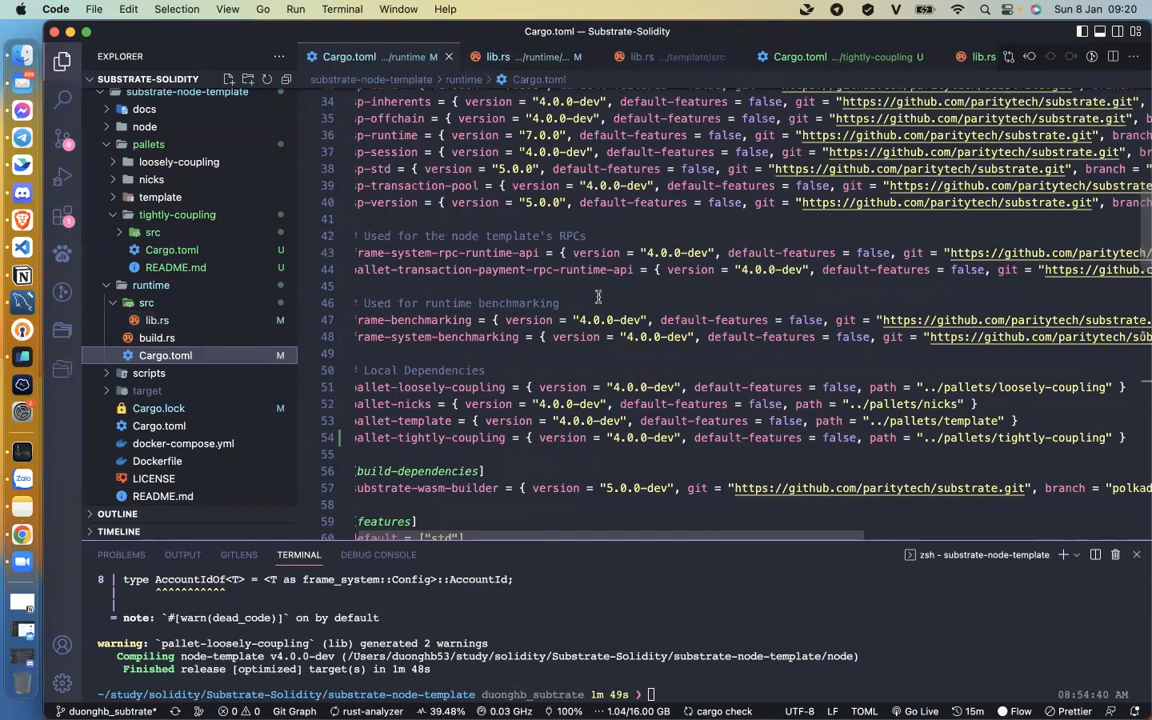 Code
File
Edit
Selection
View
Go
Run
Terminal
Window
Help
Sun 8 Jan 09:20
Cargo.toml — Substrate-Solidity
EXPLORER
Cargo.toml .../runtime M
lib.rs .../runtime/... M
lib.rs .../template/src
Cargo.toml .../tightly-coupling U
lib.rs
SUBSTRATE-SOLIDITY
substrate-node-template > runtime > Cargo.toml
substrate-node-template
docs
node
pallets
loosely-coupling
nicks
template
tightly-coupling
src
Cargo.toml U
README.md U
runtime
src
lib.rs M
build.rs
Cargo.toml M
scripts
target
Cargo.lock M
Cargo.toml
docker-compose.yml
Dockerfile
LICENSE
README.md
OUTLINE
TIMELINE
34 sp-inherents = { version = "4.0.0-dev", default-features = false, git = "https://github.com/paritytech/substrate.git",
35 sp-offchain = { version = "4.0.0-dev", default-features = false, git = "https://github.com/paritytech/substrate.git",
36 sp-runtime = { version = "7.0.0", default-features = false, git = "https://github.com/paritytech/substrate.git", branch
37 sp-session = { version = "4.0.0-dev", default-features = false, git = "https://github.com/paritytech/substrate.git", b
38 sp-std = { version = "5.0.0", default-features = false, git = "https://github.com/paritytech/substrate.git", branch =
39 sp-transaction-pool = { version = "4.0.0-dev", default-features = false, git = "https://github.com/paritytech/substrate
40 sp-version = { version = "5.0.0", default-features = false, git = "https://github.com/paritytech/substrate.git", branch
41
42 # Used for the node template's RPCs
43 frame-system-rpc-runtime-api = { version = "4.0.0-dev", default-features = false, git = "https://github.com/paritytech/
44 pallet-transaction-payment-rpc-runtime-api = { version = "4.0.0-dev", default-features = false, git = "https://github.c
45
46 # Used for runtime benchmarking
47 frame-benchmarking = { version = "4.0.0-dev", default-features = false, git = "https://github.com/paritytech/substrate.
48 frame-system-benchmarking = { version = "4.0.0-dev", default-features = false, git = "https://github.com/paritytech/sub
49
50 # Local Dependencies
51 pallet-loosely-coupling = { version = "4.0.0-dev", default-features = false, path = "../pallets/loosely-coupling" }
52 pallet-nicks = { version = "4.0.0-dev", default-features = false, path = "../pallets/nicks" }
53 pallet-template = { version = "4.0.0-dev", default-features = false, path = "../pallets/template" }
54 pallet-tightly-coupling = { version = "4.0.0-dev", default-features = false, path = "../pallets/tightly-coupling" }
55
56 [build-dependencies]
57 substrate-wasm-builder = { version = "5.0.0-dev", git = "https://github.com/paritytech/substrate.git", branch = "polkad
58
59 [features]
60 default = ["std"]
PROBLEMS
OUTPUT
GITLENS
TERMINAL
DEBUG CONSOLE
zsh - substrate-node-template
8 | type AccountIdOf<T> = <T as frame_system::Config>::AccountId;
| ^^^^^^^^^^^
|
= note: `#[warn(dead_code)]` on by default
warning: `pallet-loosely-coupling` (lib) generated 2 warnings
Compiling node-template v4.0.0-dev (/Users/duonghb53/study/solidity/Substrate-Solidity/substrate-node-template/node)
Finished release [optimized] target(s) in 1m 48s
~/study/solidity/Substrate-Solidity/substrate-node-template duonghb_subtrate 1m 49s ❯
08:54:40 AM
duonghb_subtrate*
0 0
Git Graph
rust-analyzer
39.48%
0.03 GHz
100%
1.04/16.00 GB
cargo check
UTF-8
LF
TOML
Go Live
15m
Flow
Prettier